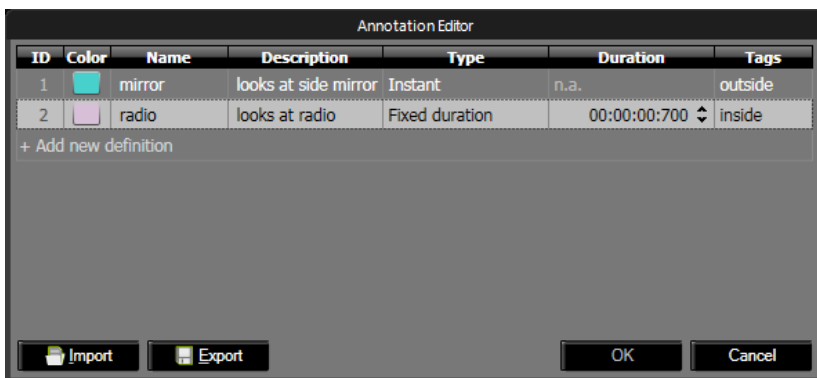 Annotation Editor
ID Color Name Description Type Duration Tags
1 mirror looks at side mirror Instant n.a. outside
2 radio looks at radio Fixed duration 00:00:00:700 inside
+ Add new definition
Import Export OK Cancel